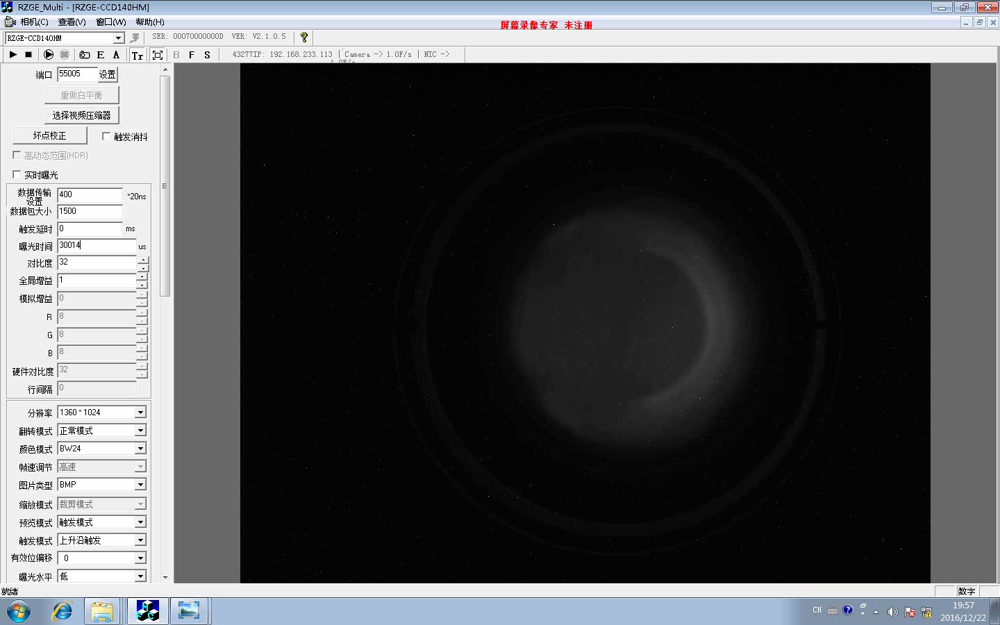 RZGE_Multi - [RZGE-CCD140HM]
相机(C) 查看(V) 窗口(W) 帮助(H)
屏幕录像专家 未注册
RZGE-CCD140HM SER: 00070000000D VER: V2.1.0.5
E A Tr B F S 43277IP: 192.168.233.113 | Camera -> 1.0F/s | NIC ->
端口 55005 设置
重做白平衡
选择视频压缩器
坏点校正 触发消抖
高动态范围(HDR)
实时曝光
数据传输设置 400 *20ns
数据包大小 1500
触发延时 0 ms
曝光时间 30014 us
对比度 32
全局增益 1
模拟增益 0
R 8
G 8
B 8
硬件对比度 32
行间隔 0
分辨率 1360 * 1024
翻转模式 正常模式
颜色模式 BW24
帧速调节 高速
图片类型 BMP
缩放模式 裁剪模式
预览模式 触发模式
触发模式 上升沿触发
有效位偏移 0
曝光水平 低
就绪 数字
CH 19:57
2016/12/22